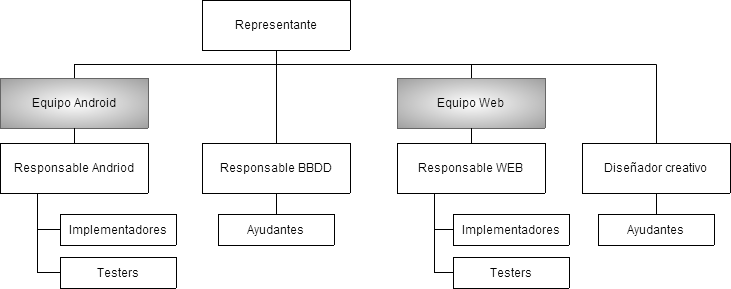 Representante
Equipo Android
Equipo Web
Responsable Andriod
Responsable BBDD
Responsable WEB
Diseñador creativo
Implementadores
Ayudantes
Implementadores
Ayudantes
Testers
Testers